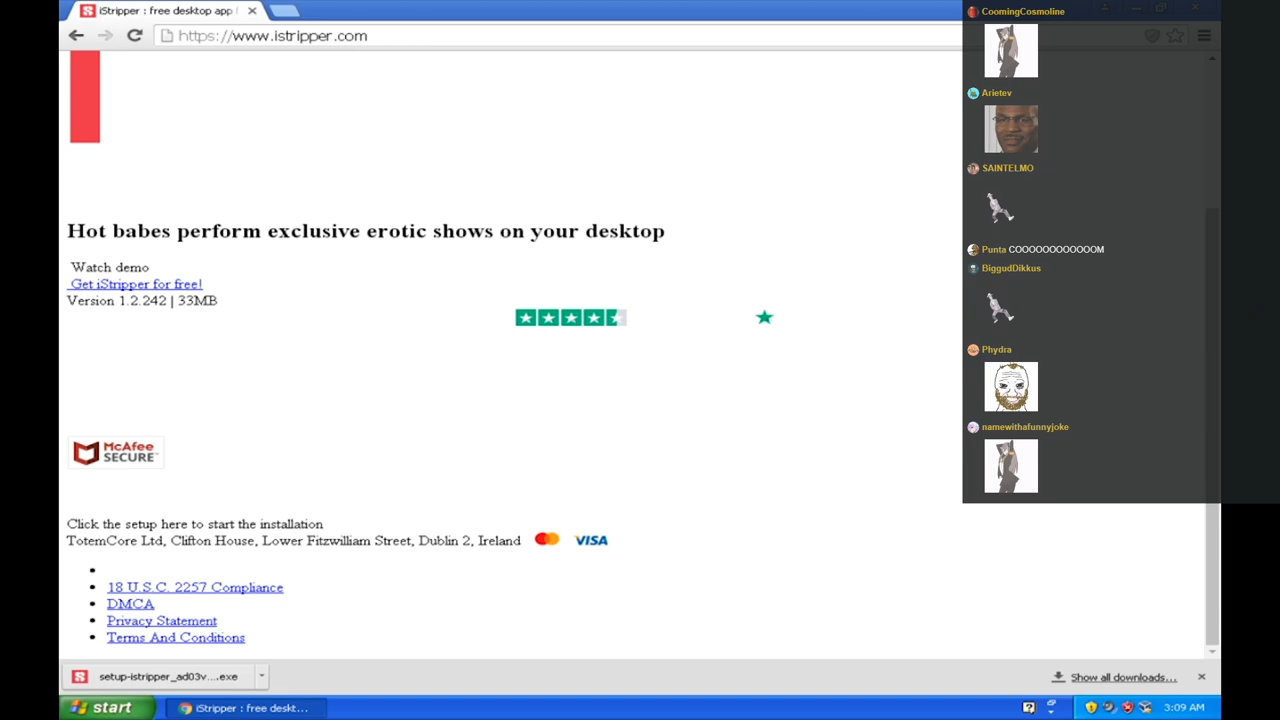 iStripper : free desktop app
https://www.istripper.com
Hot babes perform exclusive erotic shows on your desktop
Watch demo
Get iStripper for free!
Version 1.2.242 | 33MB
McAfee
SECURE
Click the setup here to start the installation
TotemCore Ltd, Clifton House, Lower Fitzwilliam Street, Dublin 2, Ireland VISA
18 U.S.C. 2257 Compliance
DMCA
Privacy Statement
Terms And Conditions
setup-istripper_ad03v....exe
Show all downloads...
start
iStripper : free deskt...
3:09 AM
CoomingCosmoline
Arietev
SAINTELMO
Punta COOOOOOOOOOOOM
BiggudDikkus
Phydra
namewithafunnyjoke